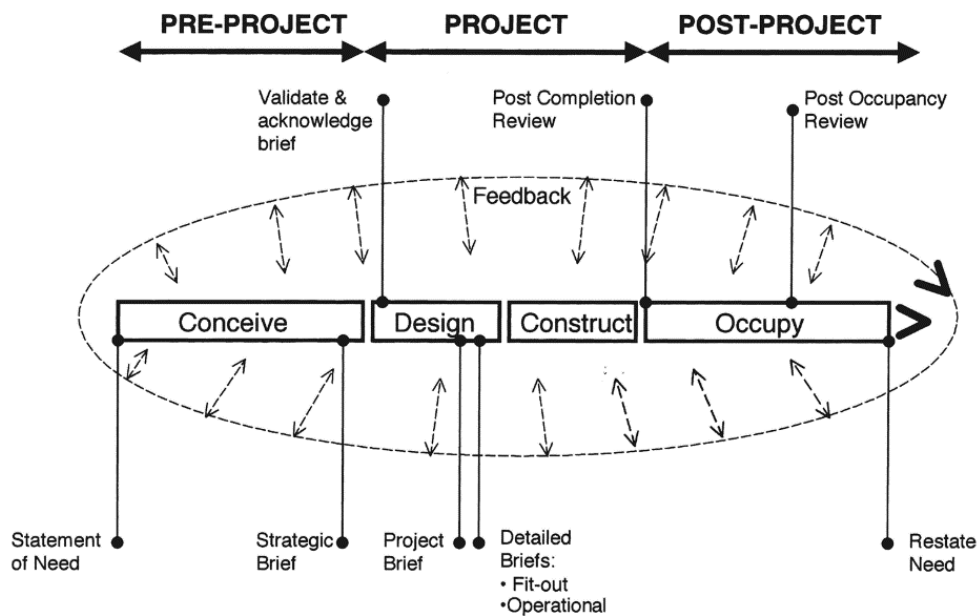 PRE-PROJECT PROJECT POST-PROJECT
Validate &
acknowledge
brief
Post Completion
Review
Post Occupancy
Review
Feedback
Conceive Design Construct Occupy
Statement
of Need
Strategic
Brief
Project
Brief
Detailed
Briefs:
• Fit-out
•Operational
Restate
Need